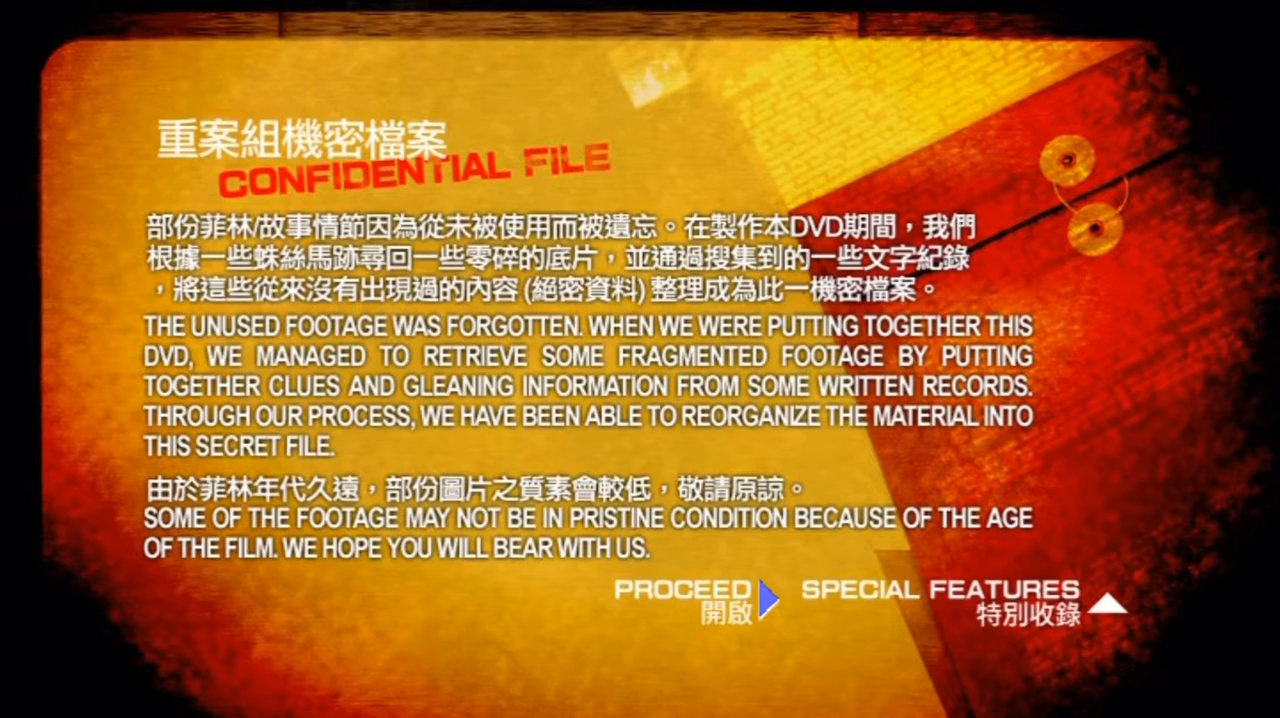 重案組機密檔案
CONFIDENTIAL FILE
部份菲林/故事情節因為從未被使用而被遺忘。在製作本DVD期間，我們
根據一些蛛絲馬跡尋回一些零碎的底片，並通過搜集到的一些文字紀錄
，將這些從來沒有出現過的內容 (絕密資料) 整理成為此一機密檔案。
THE UNUSED FOOTAGE WAS FORGOTTEN. WHEN WE WERE PUTTING TOGETHER THIS
DVD, WE MANAGED TO RETRIEVE SOME FRAGMENTED FOOTAGE BY PUTTING
TOGETHER CLUES AND GLEANING INFORMATION FROM SOME WRITTEN RECORDS.
THROUGH OUR PROCESS, WE HAVE BEEN ABLE TO REORGANIZE THE MATERIAL INTO
THIS SECRET FILE.
由於菲林年代久遠，部份圖片之質素會較低，敬請原諒。
SOME OF THE FOOTAGE MAY NOT BE IN PRISTINE CONDITION BECAUSE OF THE AGE
OF THE FILM. WE HOPE YOU WILL BEAR WITH US.
PROCEED
開啟
SPECIAL FEATURES
特別收錄